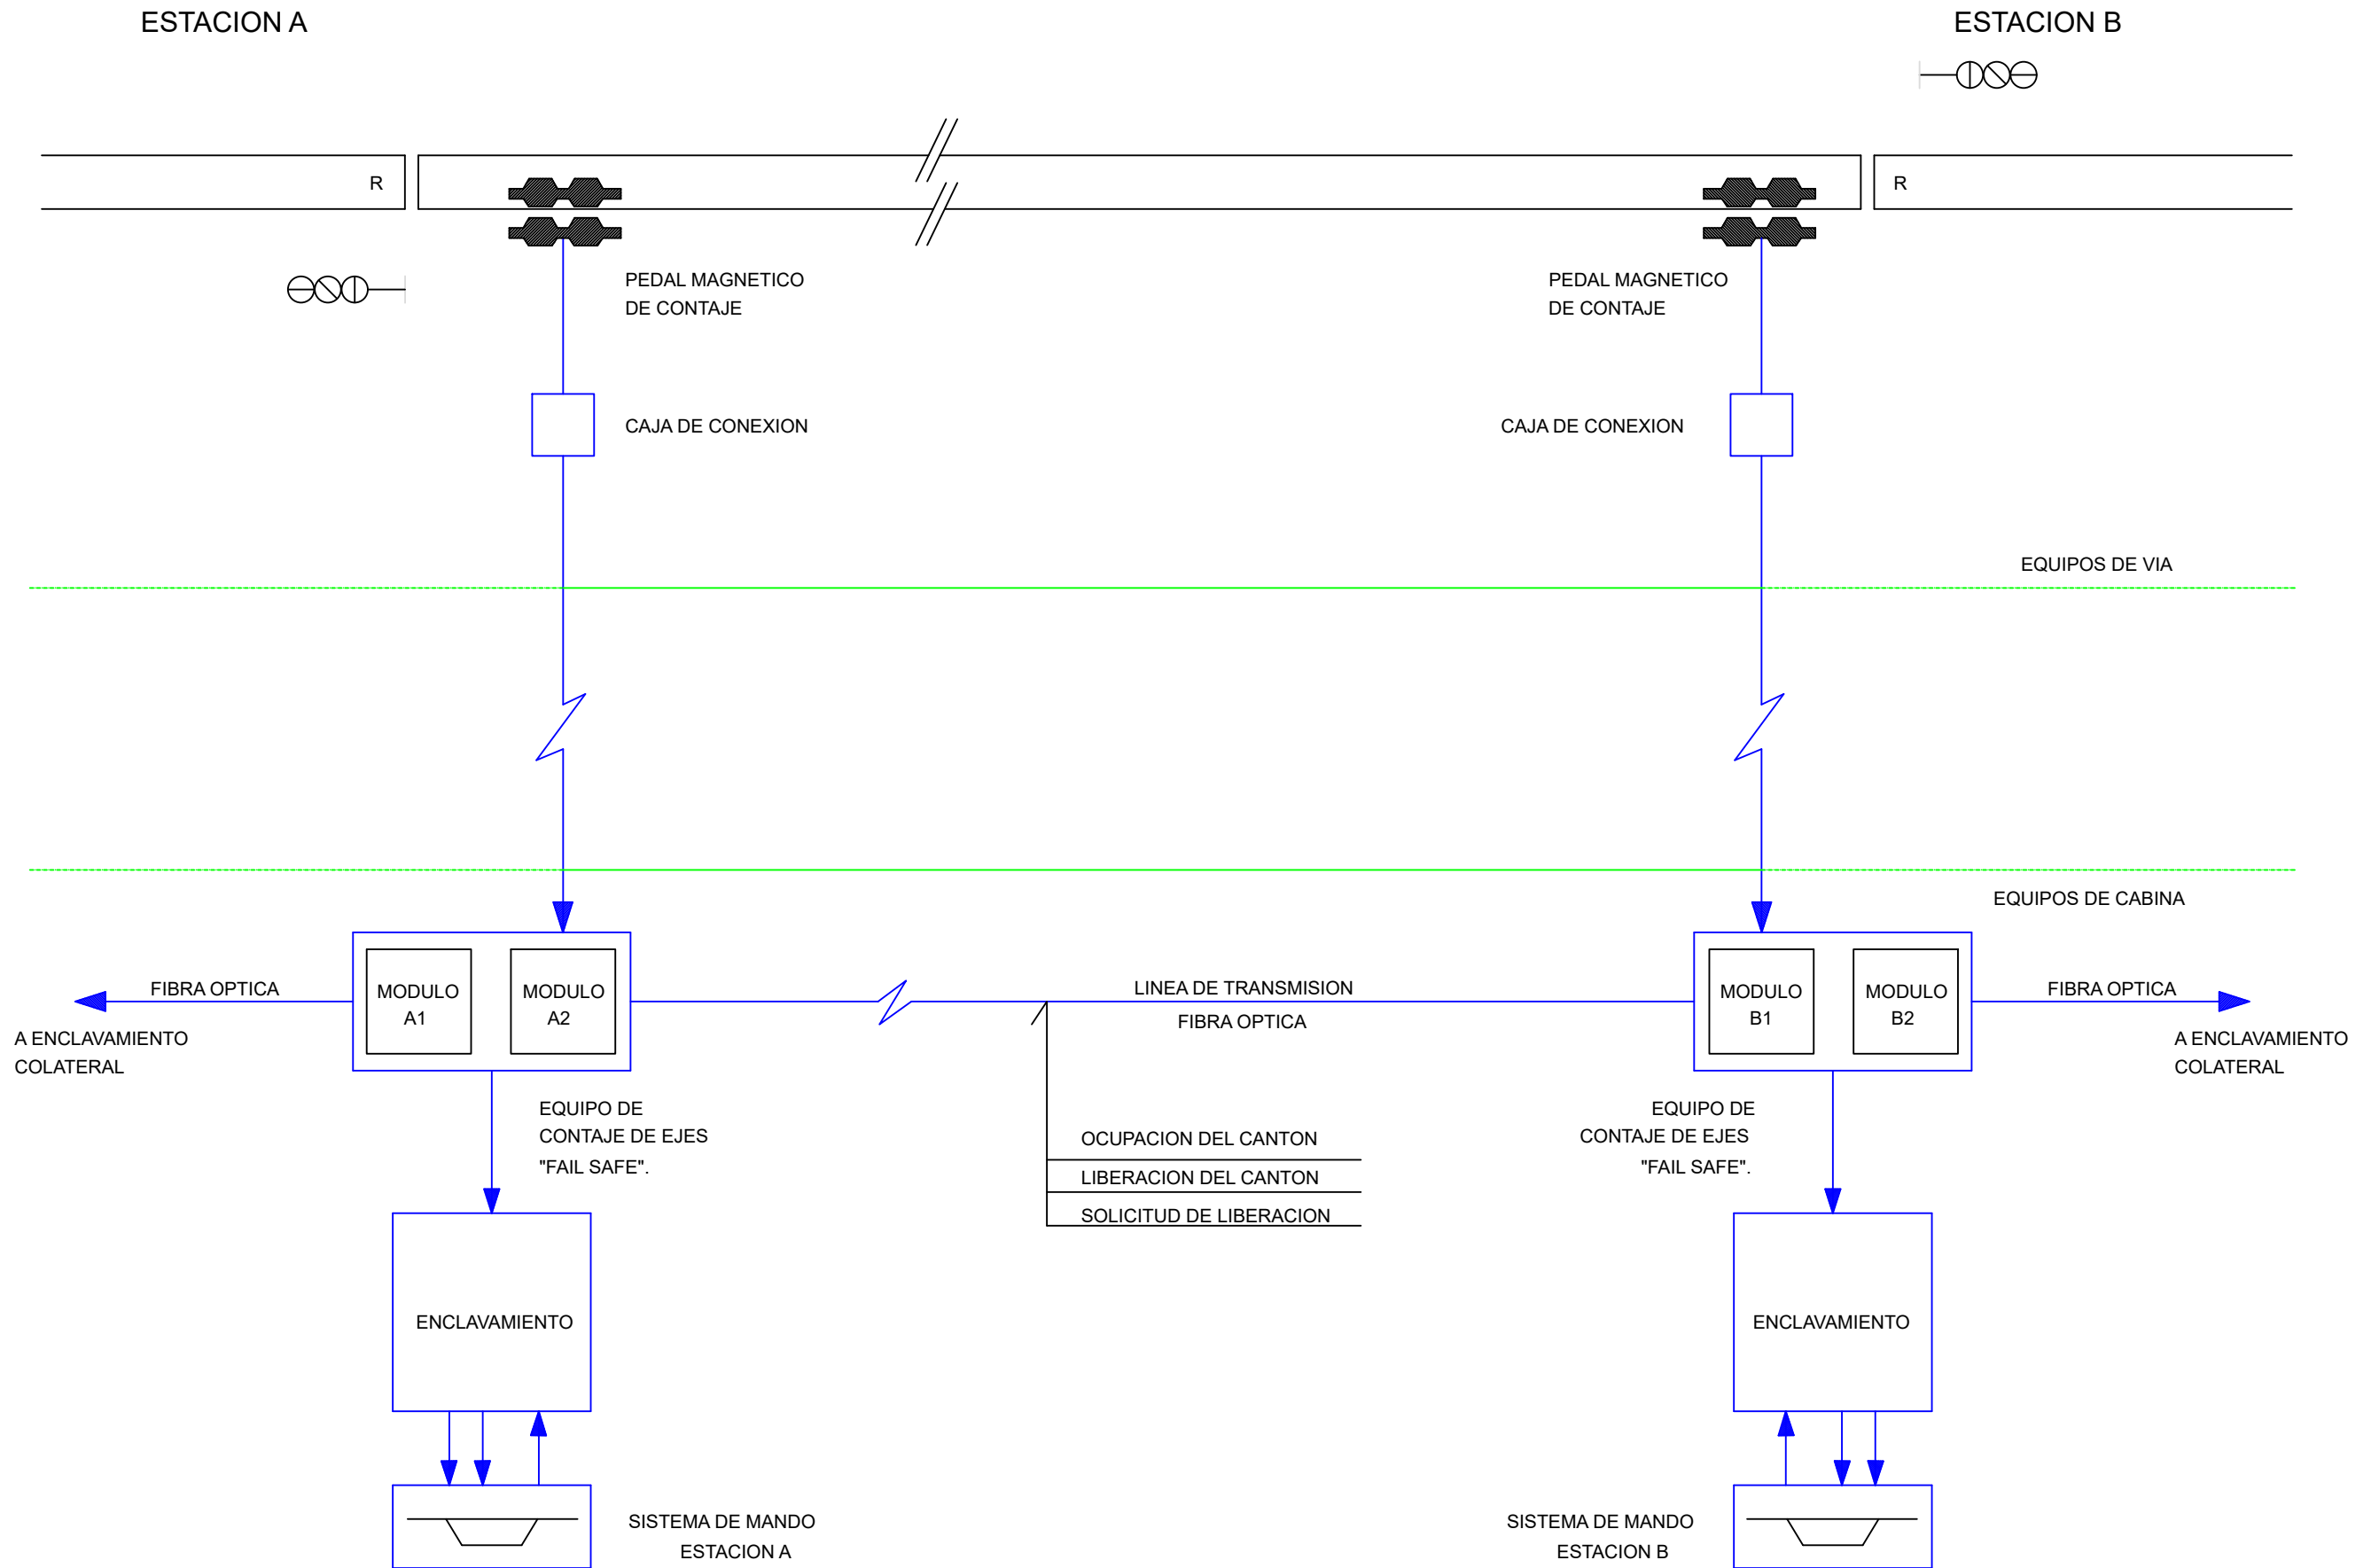 ESTACION A
ESTACION B
R
R
PEDAL MAGNETICO
DE CONTAJE
PEDAL MAGNETICO
DE CONTAJE
CAJA DE CONEXION
CAJA DE CONEXION
EQUIPOS DE VIA
EQUIPOS DE CABINA
FIBRA OPTICA
A ENCLAVAMIENTO
COLATERAL
MODULO
A1
MODULO
A2
LINEA DE TRANSMISION
FIBRA OPTICA
MODULO
B1
MODULO
B2
FIBRA OPTICA
A ENCLAVAMIENTO
COLATERAL
EQUIPO DE
CONTAJE DE EJES
"FAIL SAFE".
OCUPACION DEL CANTON
LIBERACION DEL CANTON
SOLICITUD DE LIBERACION
EQUIPO DE
CONTAJE DE EJES
"FAIL SAFE".
ENCLAVAMIENTO
ENCLAVAMIENTO
SISTEMA DE MANDO
ESTACION A
SISTEMA DE MANDO
ESTACION B